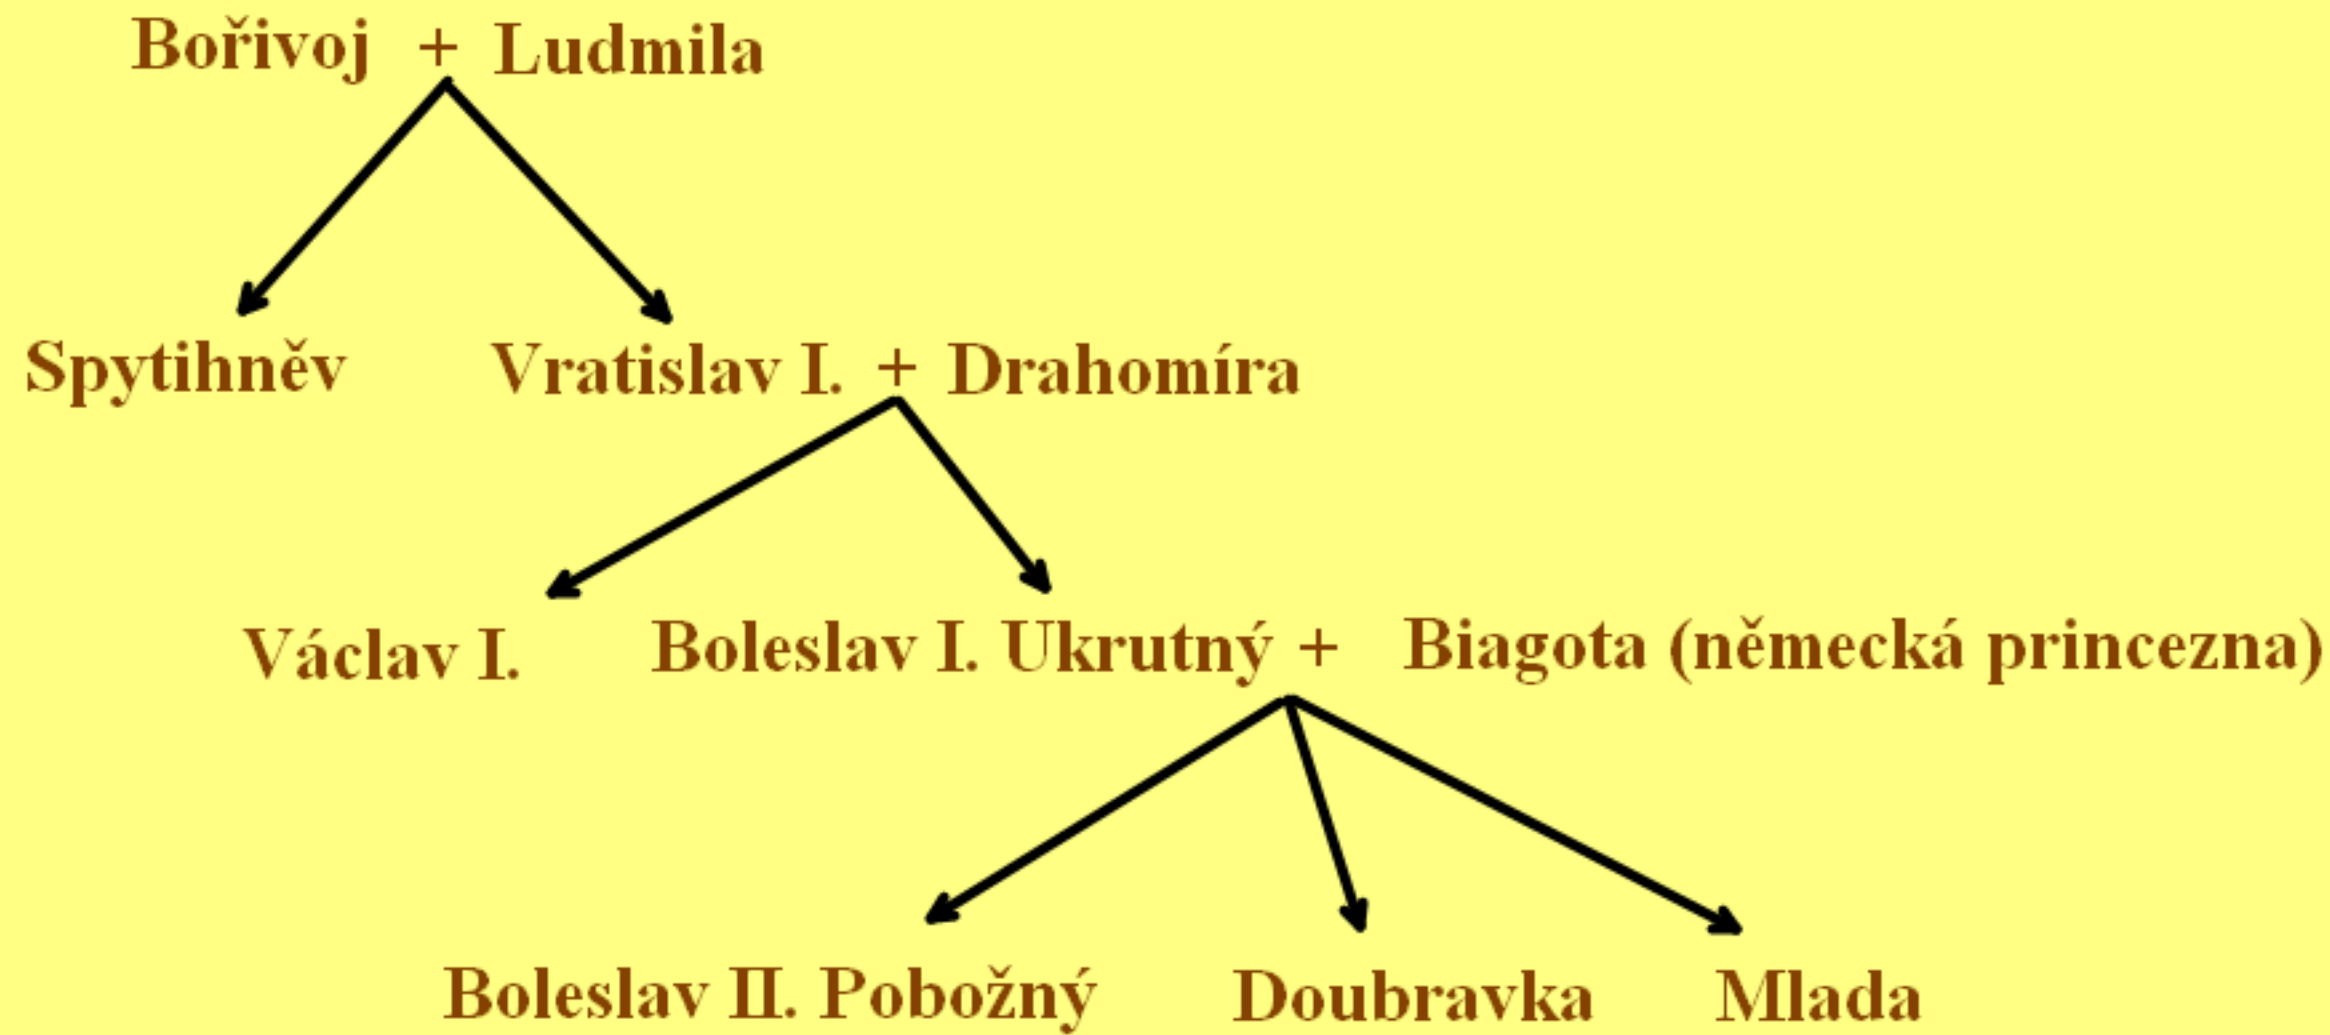 Bořivoj + Ludmila
Spytihněv Vratislav I. + Drahomíra
Václav I. Boleslav I. Ukrutný + Biagota (německá princezna)
Boleslav II. Pobožný Doubravka Mlada